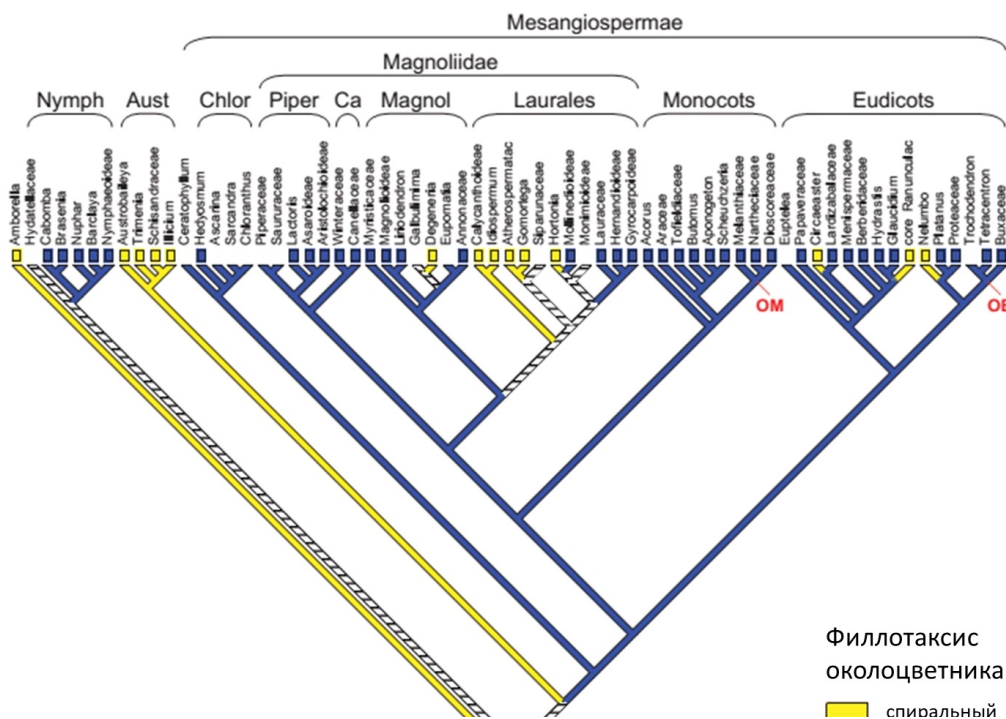 Mesangiospermae
Magnoliidae
Nymph Aust Chlor Piper Ca Magnol Laurales Monocots Eudicots
Amborella
Hydatellaceae
Cabomba
Brasenia
Nuphar
Barclaya
Nymphaeoideae
Austrobaileya
Trimenia
Schisandraceae
Illicium
Ceratophyllum
Hedyosmum
Ascarina
Sarcandra
Chloranthus
Piperaceae
Saururaceae
Lactoris
Asaroideae
Aristolochioideae
Winteraceae
Canellaceae
Myristicaceae
Magnolioideae
Liriodendron
Galbulimima
Degeneria
Eupomatia
Annonaceae
Calycanthoideae
Idiospermum
Atherospermatac
Gomortega
Siparunaceae
Hortonia
Mollinedioideae
Monimioideae
Lauraceae
Hernandioideae
Gyrocarpoideae
Acorus
Araceae
Tofieldiaceae
Butomus
Aponogeton
Scheuchzeria
Melanthiaceae
Nartheciaceae
Dioscoreaceae
Euptelea
Papaveraceae
Circaeaster
Lardizabalaceae
Menispermaceae
Berberidaceae
Hydrastis
Glaucidium
core Ranunculac
Nelumbo
Platanus
Proteaceae
Trochodendron
Tetracentron
Buxaceae
OM
OE
Филлотаксис
околоцветника
спиральный